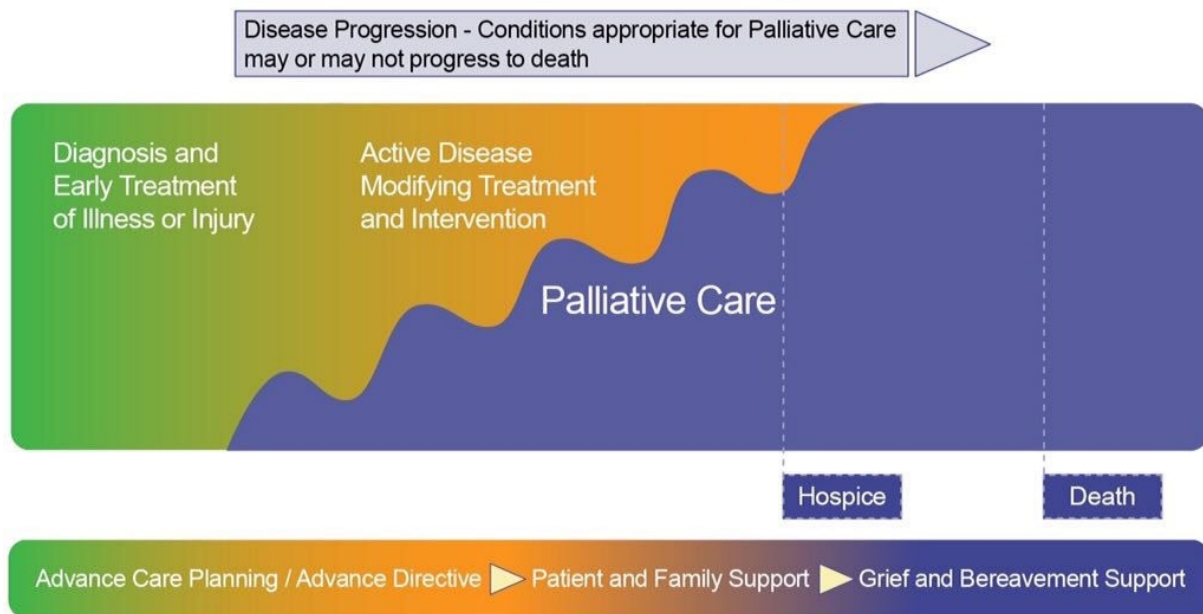 Disease Progression - Conditions appropriate for Palliative Care
may or may not progress to death
Diagnosis and
Early Treatment
of Illness or Injury
Active Disease
Modifying Treatment
and Intervention
Palliative Care
Hospice
Death
Advance Care Planning / Advance Directive
Patient and Family Support
Grief and Bereavement Support